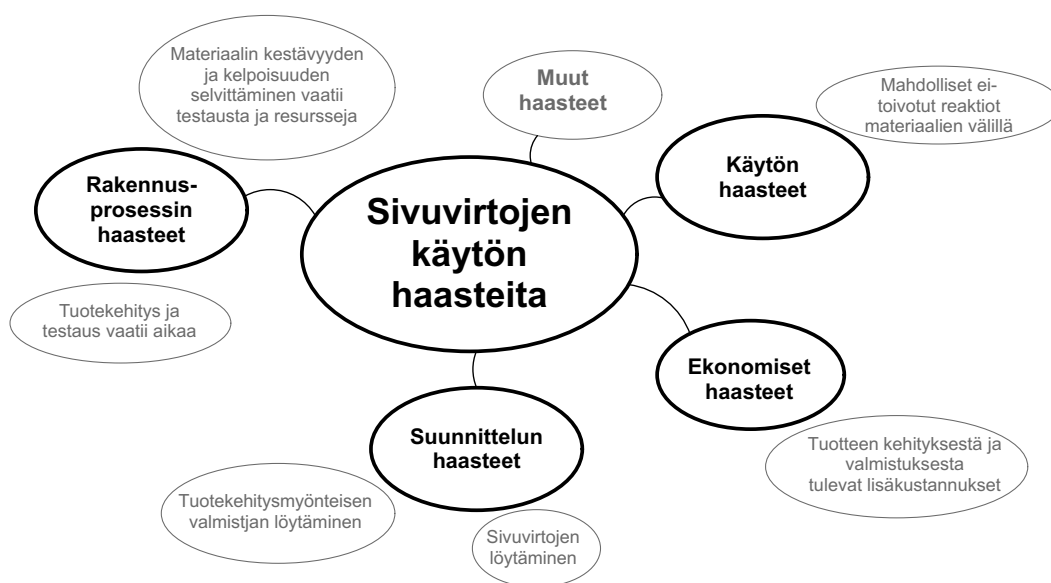 Materiaalin kestävyyden
ja kelpoisuuden
selvittäminen vaatii
testausta ja resursseja
Muut
haasteet
Mahdolliset ei-
toivotut reaktiot
materiaalien välillä
Rakennus-
prosessin
haasteet
Käytön
haasteet
Sivuvirtojen
käytön
haasteita
Tuotekehitys ja
testaus vaatii aikaa
Ekonomiset
haasteet
Suunnittelun
haasteet
Tuotteen kehityksestä ja
valmistuksesta
tulevat lisäkustannukset
Tuotekehitysmyönteisen
valmistjan löytäminen
Sivuvirtojen
löytäminen